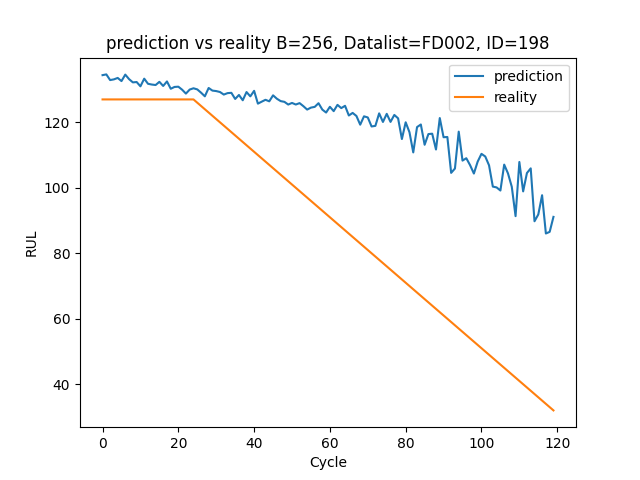 prediction vs reality B=256, Datalist=FD002, ID=198
prediction
reality
120
100
80
60
40
RUL
0 20 40 60 80 100 120
Cycle